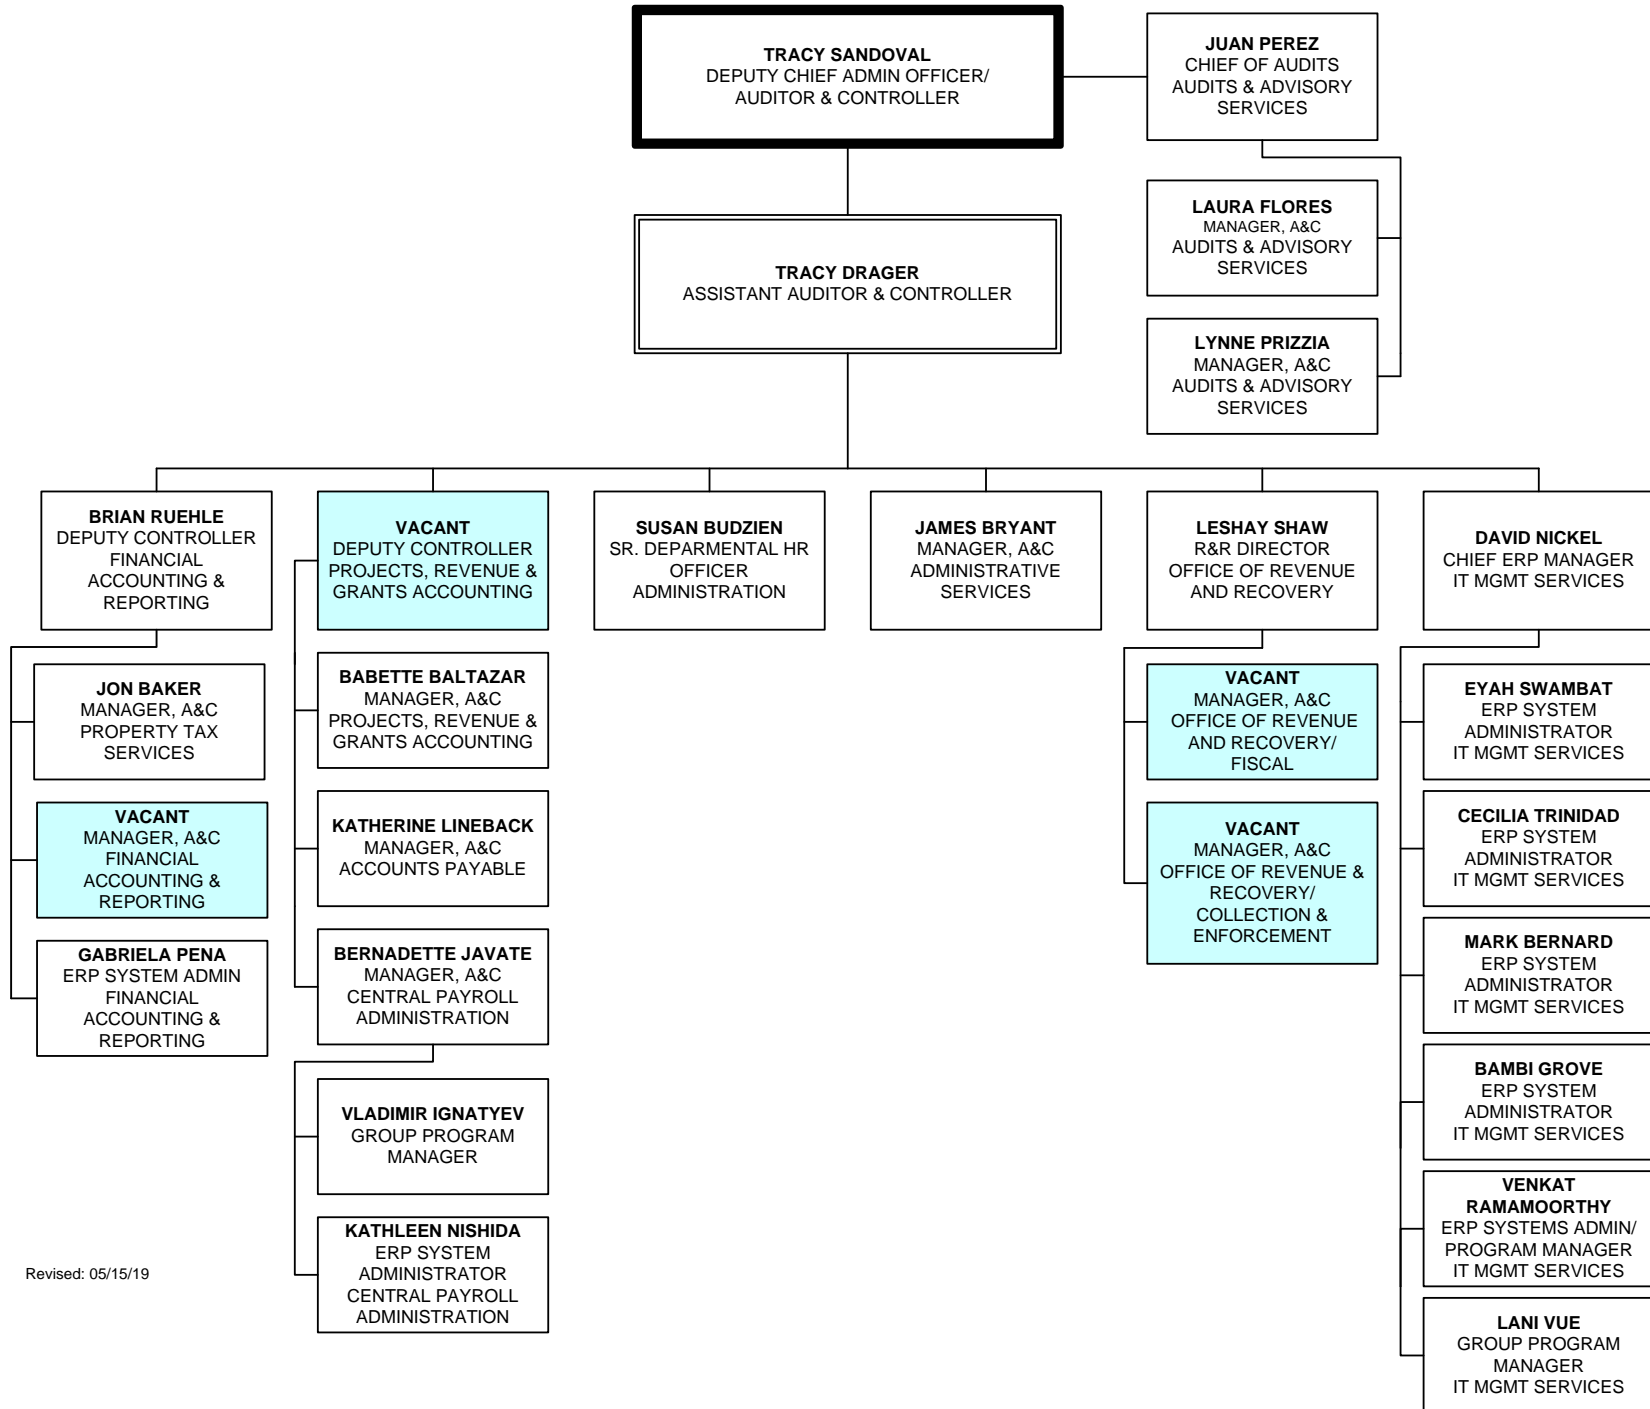 TRACY SANDOVAL
DEPUTY CHIEF ADMIN OFFICER/
AUDITOR & CONTROLLER
JUAN PEREZ
CHIEF OF AUDITS
AUDITS & ADVISORY
SERVICES
LAURA FLORES
MANAGER, A&C
AUDITS & ADVISORY
SERVICES
TRACY DRAGER
ASSISTANT AUDITOR & CONTROLLER
LYNNE PRIZZIA
MANAGER, A&C
AUDITS & ADVISORY
SERVICES
BRIAN RUEHLE
DEPUTY CONTROLLER
FINANCIAL
ACCOUNTING &
REPORTING
VACANT
DEPUTY CONTROLLER
PROJECTS, REVENUE &
GRANTS ACCOUNTING
SUSAN BUDZIEN
SR. DEPARMENTAL HR
OFFICER
ADMINISTRATION
JAMES BRYANT
MANAGER, A&C
ADMINISTRATIVE
SERVICES
LESHAY SHAW
R&R DIRECTOR
OFFICE OF REVENUE
AND RECOVERY
DAVID NICKEL
CHIEF ERP MANAGER
IT MGMT SERVICES
JON BAKER
MANAGER, A&C
PROPERTY TAX
SERVICES
VACANT
MANAGER, A&C
FINANCIAL
ACCOUNTING &
REPORTING
GABRIELA PENA
ERP SYSTEM ADMIN
FINANCIAL
ACCOUNTING &
REPORTING
BABETTE BALTAZAR
MANAGER, A&C
PROJECTS, REVENUE &
GRANTS ACCOUNTING
KATHERINE LINEBACK
MANAGER, A&C
ACCOUNTS PAYABLE
BERNADETTE JAVATE
MANAGER, A&C
CENTRAL PAYROLL
ADMINISTRATION
VLADIMIR IGNATYEV
GROUP PROGRAM
MANAGER
KATHLEEN NISHIDA
ERP SYSTEM
ADMINISTRATOR
CENTRAL PAYROLL
ADMINISTRATION
VACANT
MANAGER, A&C
OFFICE OF REVENUE
AND RECOVERY/
FISCAL
VACANT
MANAGER, A&C
OFFICE OF REVENUE &
RECOVERY/
COLLECTION &
ENFORCEMENT
EYAH SWAMBAT
ERP SYSTEM
ADMINISTRATOR
IT MGMT SERVICES
CECILIA TRINIDAD
ERP SYSTEM
ADMINISTRATOR
IT MGMT SERVICES
MARK BERNARD
ERP SYSTEM
ADMINISTRATOR
IT MGMT SERVICES
BAMBI GROVE
ERP SYSTEM
ADMINISTRATOR
IT MGMT SERVICES
VENKAT
RAMAMOORTHY
ERP SYSTEMS ADMIN/
PROGRAM MANAGER
IT MGMT SERVICES
LANI VUE
GROUP PROGRAM
MANAGER
IT MGMT SERVICES
Revised: 05/15/19